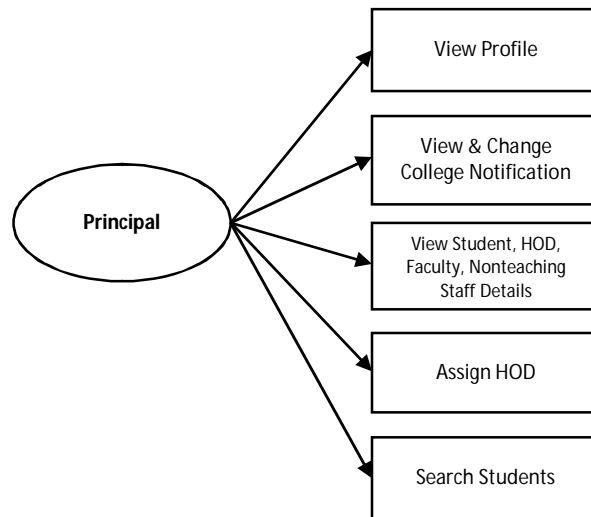 View Profile
View & Change
College Notification
Principal
View Student, HOD,
Faculty, Nonteaching
Staff Details
Assign HOD
Search Students